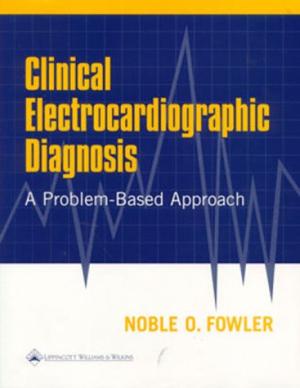 Clinical
Electrocardiographic
Diagnosis
A Problem-Based Approach
NOBLE O. FOWLER
LIPPINCOTT WILLIAMS & WILKINS